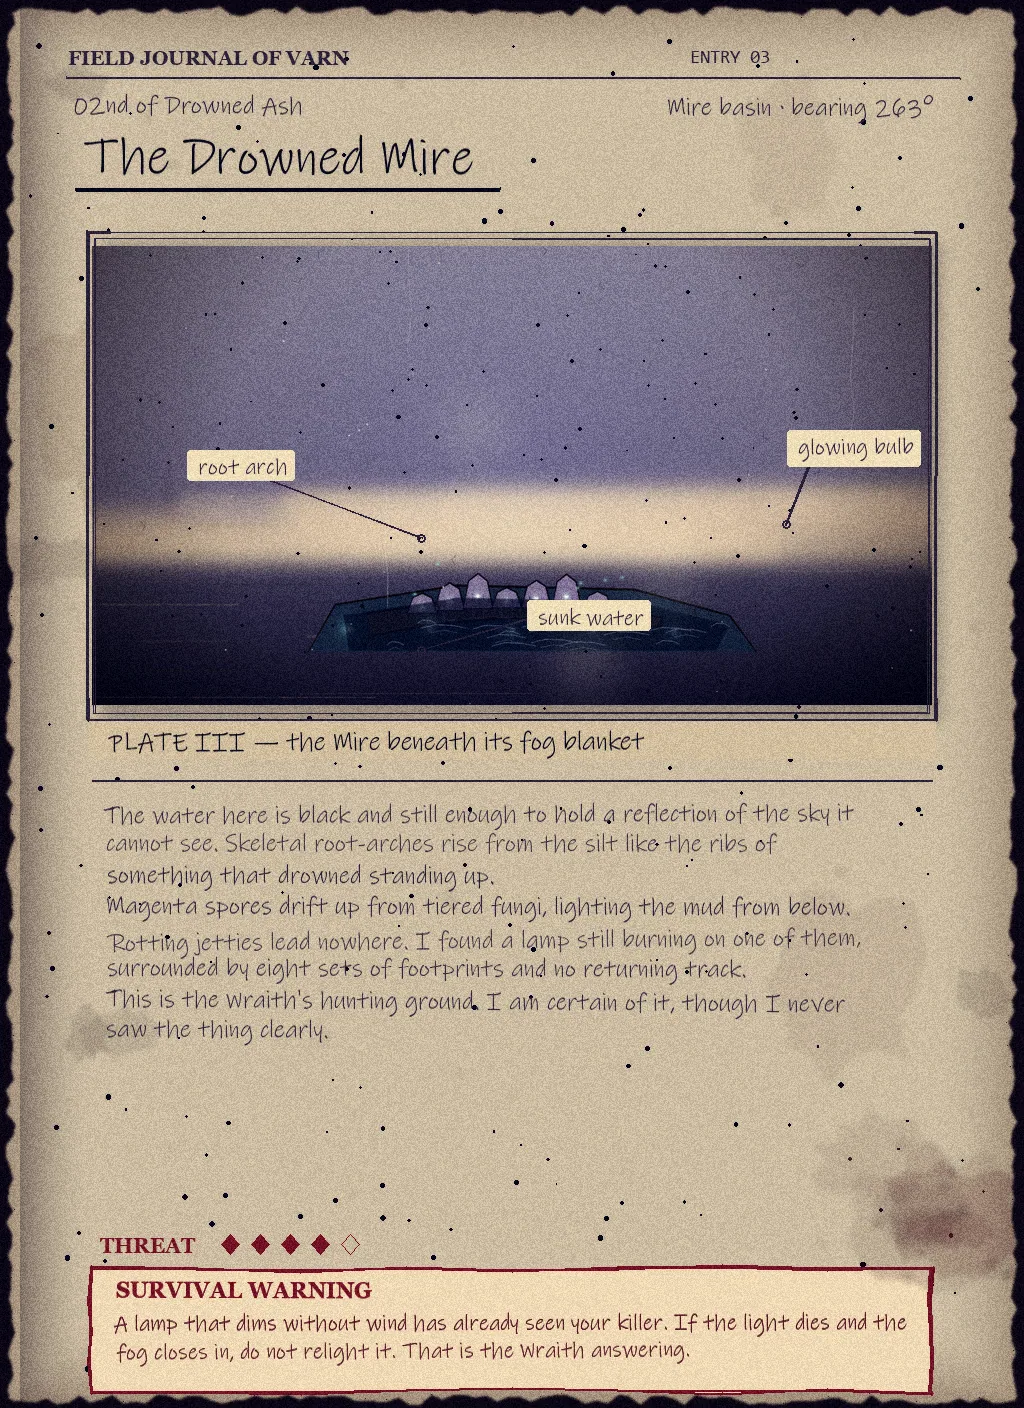 FIELD JOURNAL OF VARN
ENTRY 03
02nd of Drowned Ash
Mire basin · bearing 263°
The Drowned Mire
root arch
glowing bulb
sunk water
PLATE III — the Mire beneath its fog blanket
The water here is black and still enough to hold a reflection of the sky it
cannot see. Skeletal root-arches rise from the silt like the ribs of
something that drowned standing up.
Magenta spores drift up from tiered fungi, lighting the mud from below.
Rotting jetties lead nowhere. I found a lamp still burning on one of them,
surrounded by eight sets of footprints and no returning track.
This is the Wraith's hunting ground. I am certain of it, though I never
saw the thing clearly.
THREAT
SURVIVAL WARNING
A lamp that dims without wind has already seen your killer. If the light dies and the
fog closes in, do not relight it. That is the Wraith answering.